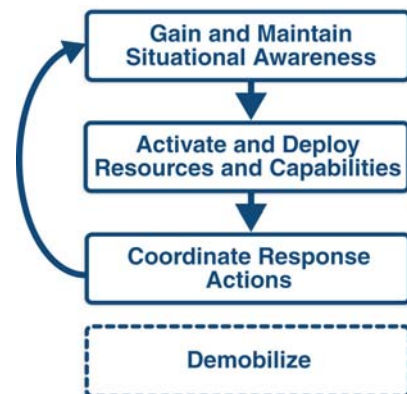 Gain and Maintain
Situational Awareness
Activate and Deploy
Resources and Capabilities
Coordinate Response
Actions
Demobilize